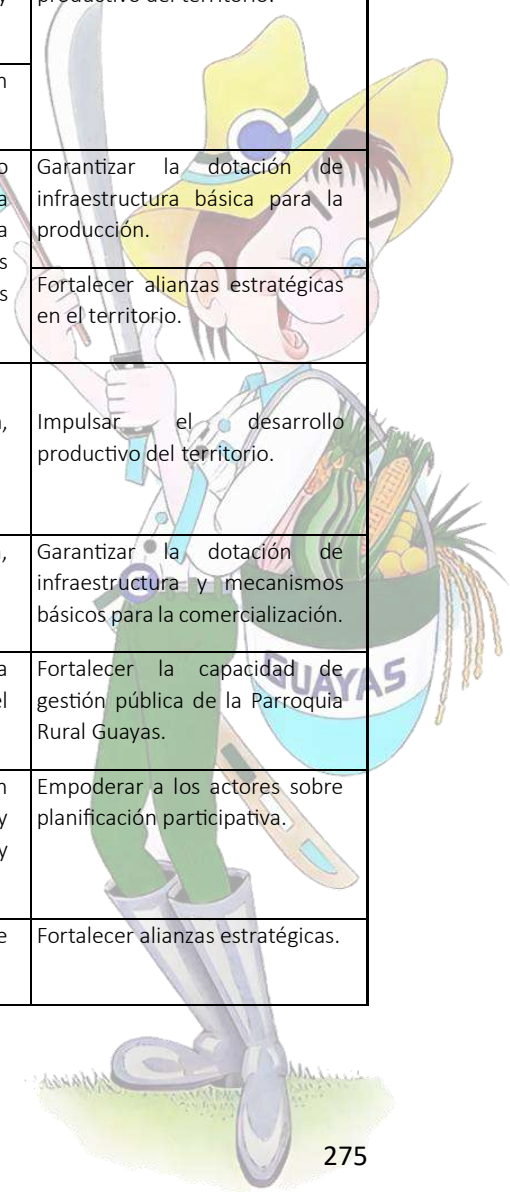 y
productivo del territorio.
n
o
a
a
s
s
Garantizar la dotación de
infraestructura básica para la
producción.
Fortalecer alianzas estratégicas
en el territorio.
,
Impulsar el desarrollo
productivo del territorio.
,
Garantizar la dotación de
infraestructura y mecanismos
básicos para la comercialización.
a
el
Fortalecer la capacidad de
gestión pública de la Parroquia
Rural Guayas.
n
y
y
Empoderar a los actores sobre
planificación participativa.
e
Fortalecer alianzas estratégicas.
GUAYAS
275